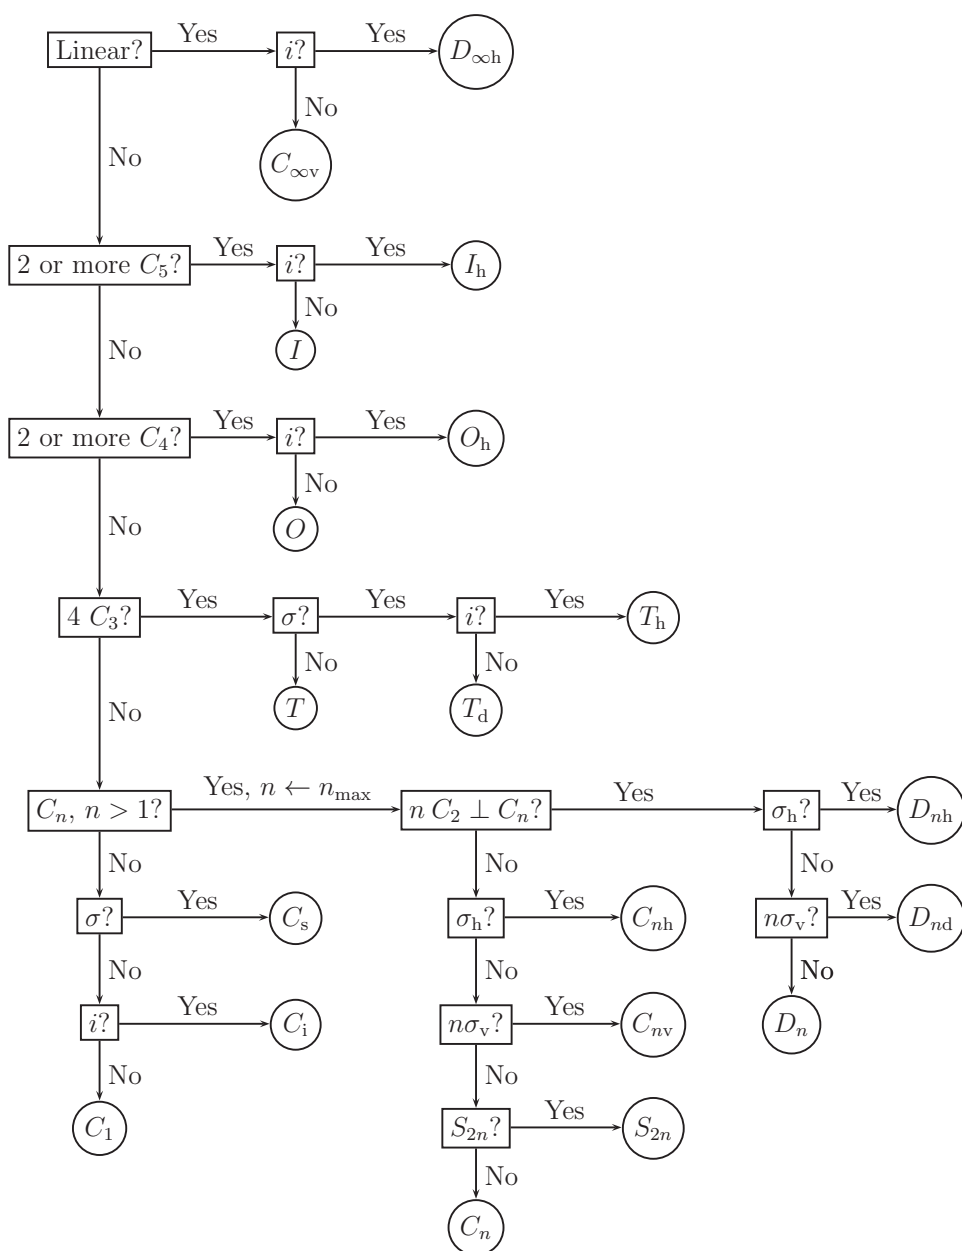 Linear? Yes i? Yes D∞h
No
C∞v
No
2 or more C5? Yes i? Yes Ih
No
I
No
2 or more C4? Yes i? Yes Oh
No
O
No
4 C3? Yes σ? Yes i? Yes Th
No No
T Td
No
Cn, n > 1? Yes, n ← nmax n C2 ⊥ Cn? Yes σh? Yes Dnh
No No No
σ? Yes Cs σh? Yes Cnh nσv? Yes Dnd
No No No
i? Yes Ci nσv? Yes Cnv Dn
No No
C1 S2n? Yes S2n
No
Cn